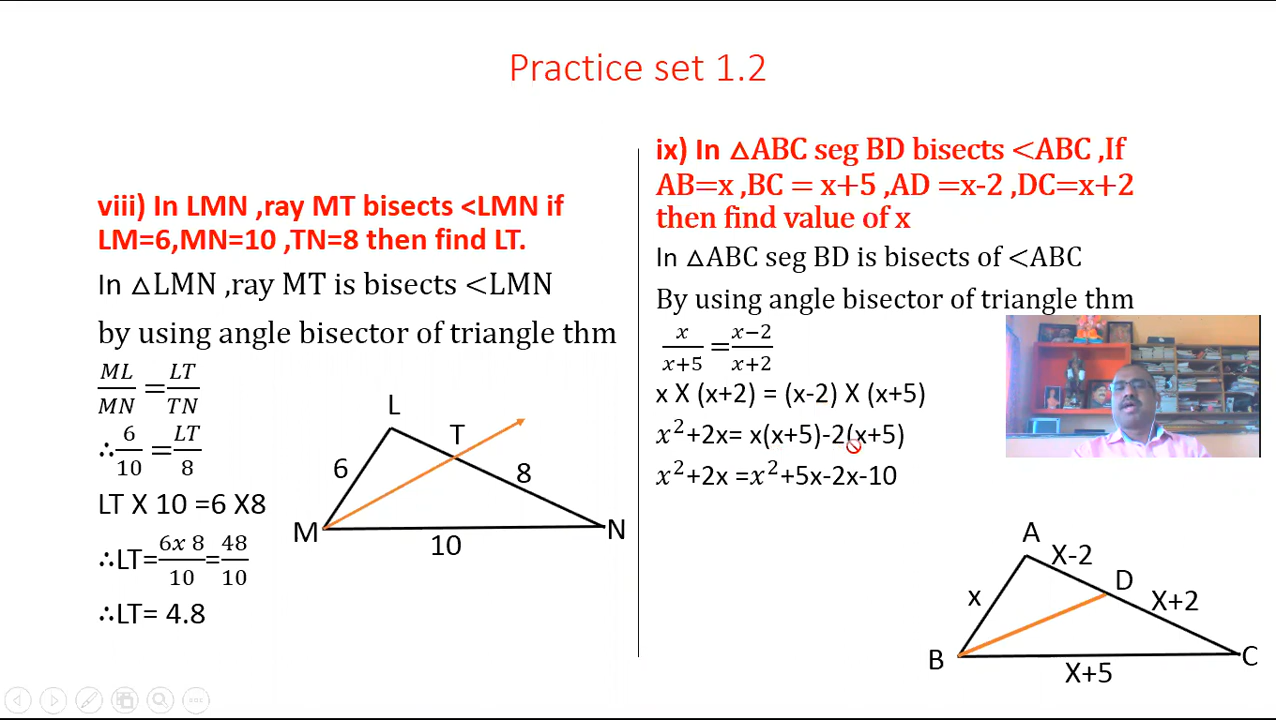 Practice set 1.2
viii) In LMN ,ray MT bisects <LMN if
LM=6,MN=10 ,TN=8 then find LT.
In △LMN ,ray MT is bisects <LMN
by using angle bisector of triangle thm
ML/MN = LT/TN
∴ 6/10 = LT/8
LT X 10 =6 X8
∴LT= 6x 8/10 = 48/10
∴LT= 4.8
L
T
6
8
M
N
10
ix) In △ABC seg BD bisects <ABC ,If
AB=x ,BC = x+5 ,AD =x-2 ,DC=x+2
then find value of x
In △ABC seg BD is bisects of <ABC
By using angle bisector of triangle thm
x/x+5 = x−2/x+2
x X (x+2) = (x-2) X (x+5)
x²+2x= x(x+5)-2(x+5)
x²+2x =x²+5x-2x-10
A
X-2
D
x
X+2
B
C
X+5